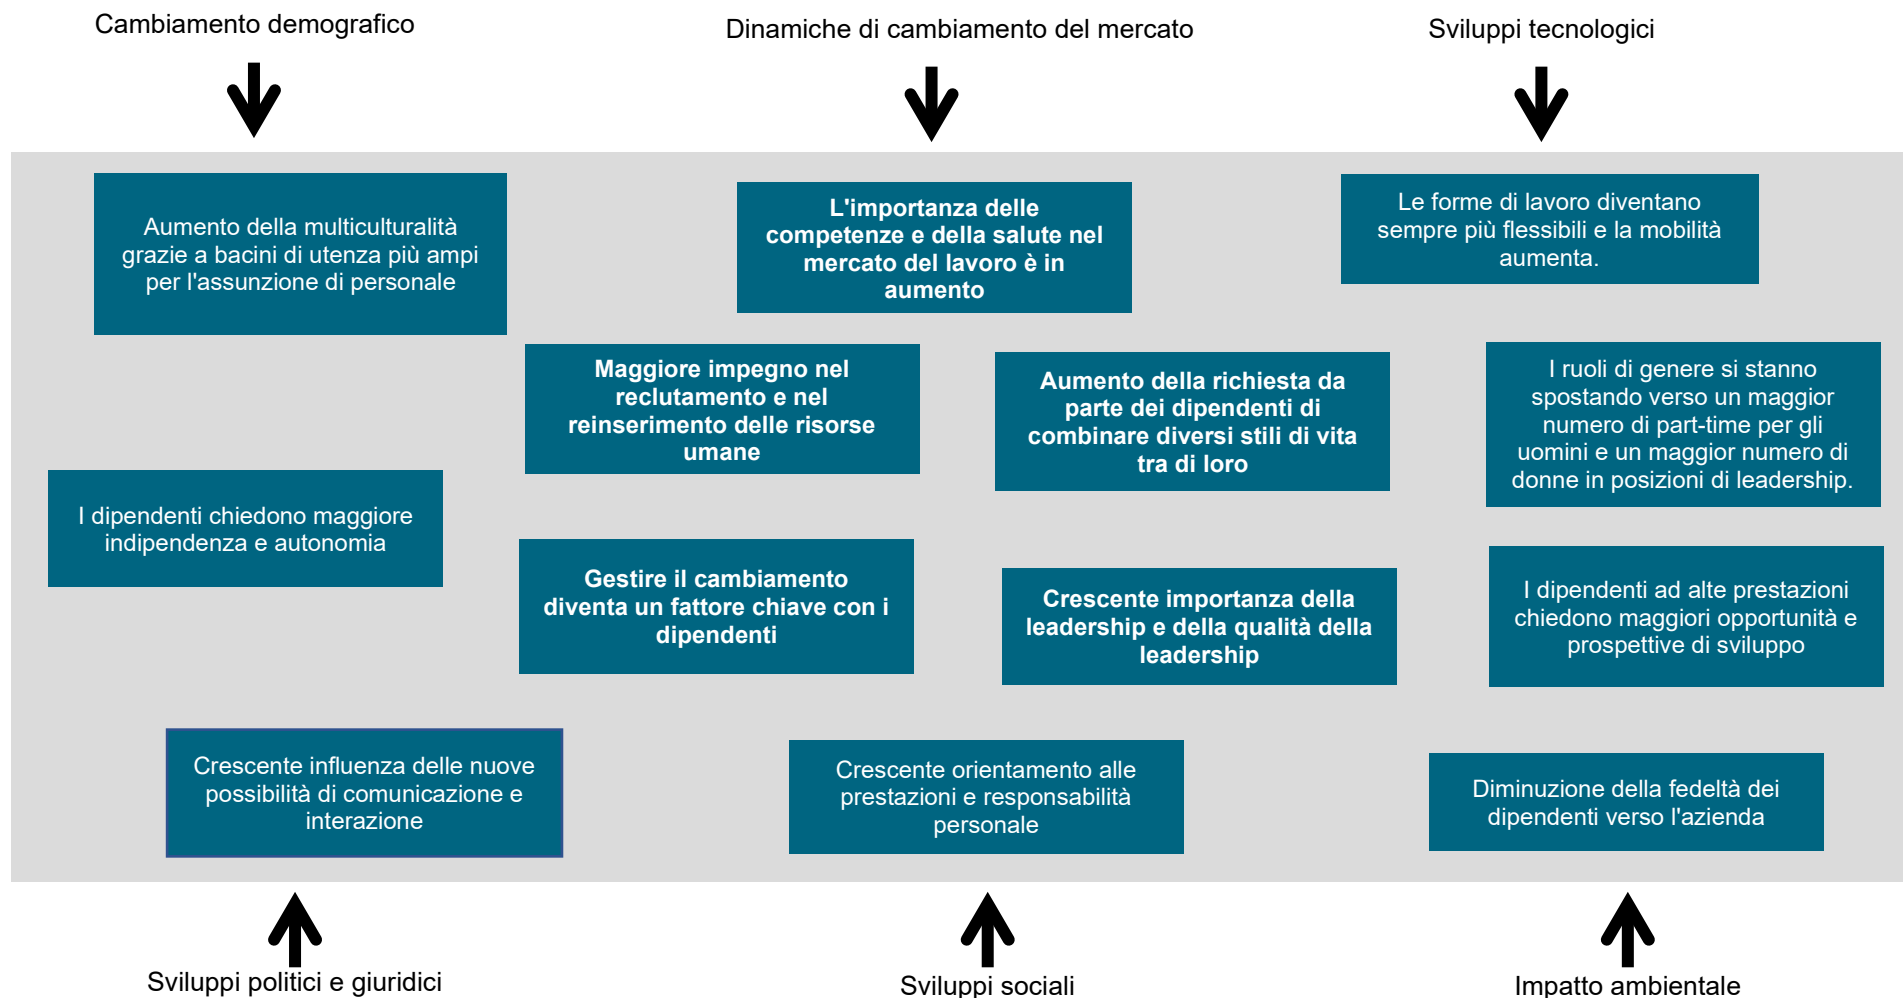 Cambiamento demografico
Dinamiche di cambiamento del mercato
Sviluppi tecnologici
Aumento della multiculturalità
grazie a bacini di utenza più ampi
per l'assunzione di personale
L'importanza delle
competenze e della salute nel
mercato del lavoro è in
aumento
Le forme di lavoro diventano
sempre più flessibili e la mobilità
aumenta.
Maggiore impegno nel
reclutamento e nel
reinserimento delle risorse
umane
Aumento della richiesta da
parte dei dipendenti di
combinare diversi stili di vita
tra di loro
I ruoli di genere si stanno
spostando verso un maggior
numero di part-time per gli
uomini e un maggior numero di
donne in posizioni di leadership.
I dipendenti chiedono maggiore
indipendenza e autonomia
Gestire il cambiamento
diventa un fattore chiave con i
dipendenti
Crescente importanza della
leadership e della qualità della
leadership
I dipendenti ad alte prestazioni
chiedono maggiori opportunità e
prospettive di sviluppo
Crescente influenza delle nuove
possibilità di comunicazione e
interazione
Crescente orientamento alle
prestazioni e responsabilità
personale
Diminuzione della fedeltà dei
dipendenti verso l'azienda
Sviluppi politici e giuridici
Sviluppi sociali
Impatto ambientale